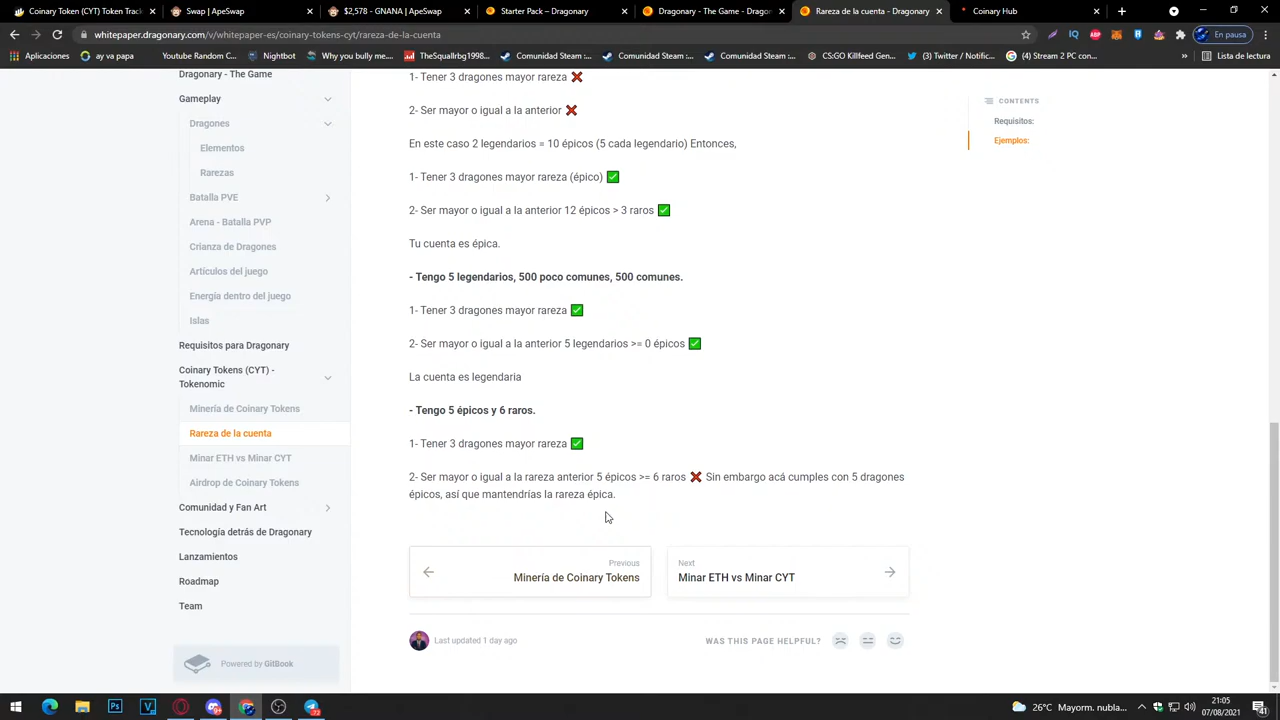 Coinary Token (CYT) Token Track
Swap | Dragonary
$2,578 - GNANA | Pancake
Dragonary Park - Dragonary
Dragonary - The Game - Dragonary
Rareza de la cuenta - Dragonary
Coinary Hub
whitepaper.dragonary.com/v/whitepaper-es/coinary-tokens-cyt/rareza-de-la-cuenta
En pausa
Aplicaciones
ay va papa
Youtube Random C...
Nightbot
Why you bully me....
TheSquallrbg1998...
Comunidad Steam :...
Comunidad Steam :...
Comunidad Steam :...
CS:GO Killfeed Gen...
(3) Twitter / Notific...
(4) Stream 2 PC con...
»
Lista de lectura
Dragonary - The Game
Gameplay
Dragones
Elementos
Rarezas
Batalla PVE
Arena - Batalla PVP
Crianza de Dragones
Artículos del juego
Energía dentro del juego
Islas
Requisitos para Dragonary
Coinary Tokens (CYT) -
Tokenomic
Minería de Coinary Tokens
Rareza de la cuenta
Minar ETH vs Minar CYT
Airdrop de Coinary Tokens
Comunidad y Fan Art
Tecnología detrás de Dragonary
Lanzamientos
Roadmap
Team
Powered by GitBook
1- Tener 3 dragones mayor rareza ❌
2- Ser mayor o igual a la anterior ❌
En este caso 2 legendarios = 10 épicos (5 cada legendario) Entonces,
1- Tener 3 dragones mayor rareza (épico) ✅
2- Ser mayor o igual a la anterior 12 épicos > 3 raros ✅
Tu cuenta es épica.
- Tengo 5 legendarios, 500 poco comunes, 500 comunes.
1- Tener 3 dragones mayor rareza ✅
2- Ser mayor o igual a la anterior 5 legendarios >= 0 épicos ✅
La cuenta es legendaria
- Tengo 5 épicos y 6 raros.
1- Tener 3 dragones mayor rareza ✅
2- Ser mayor o igual a la rareza anterior 5 épicos >= 6 raros ❌ Sin embargo acá cumples con 5 dragones
épicos, así que mantendrías la rareza épica.
Previous
Minería de Coinary Tokens
Next
Minar ETH vs Minar CYT
Last updated 1 day ago
WAS THIS PAGE HELPFUL?
CONTENTS
Requisitos:
Ejemplos:
26°C Mayorm. nubla...
21:05
07/08/2021